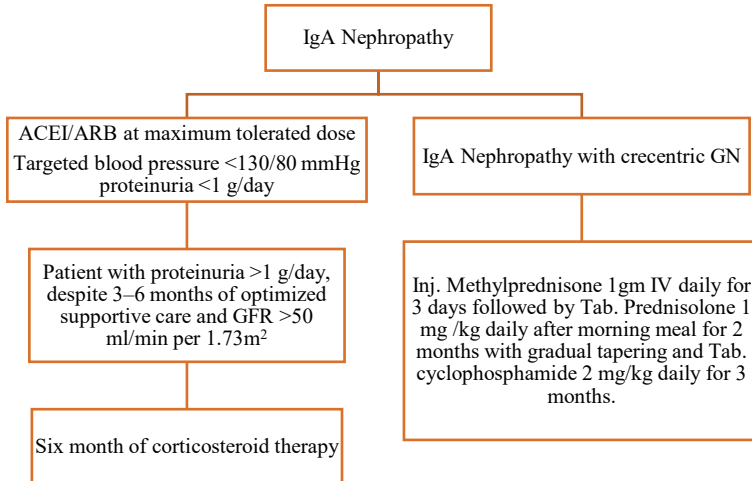 IgA Nephropathy
ACEI/ARB at maximum tolerated dose
Targeted blood pressure <130/80 mmHg
proteinuria <1 g/day
Patient with proteinuria >1 g/day,
despite 3–6 months of optimized
supportive care and GFR >50
ml/min per 1.73m²
Six month of corticosteroid therapy
IgA Nephropathy with crecentric GN
Inj. Methylprednisone 1gm IV daily for
3 days followed by Tab. Prednisolone 1
mg /kg daily after morning meal for 2
months with gradual tapering and Tab.
cyclophosphamide 2 mg/kg daily for 3
months.